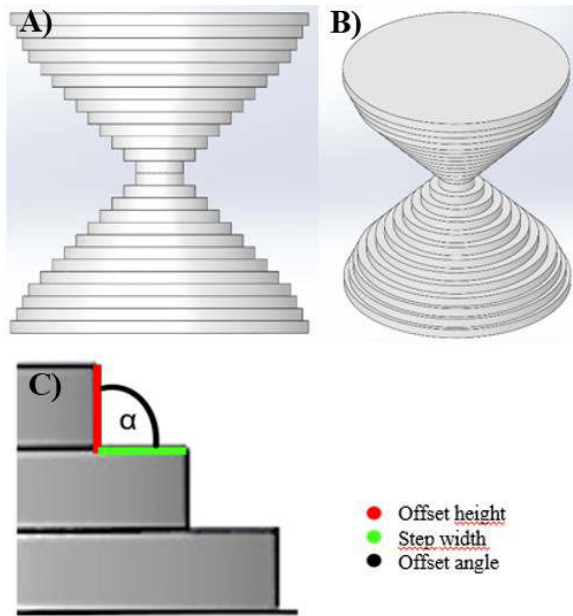 A)
B)
C)
α
Offset height
Step width
Offset angle